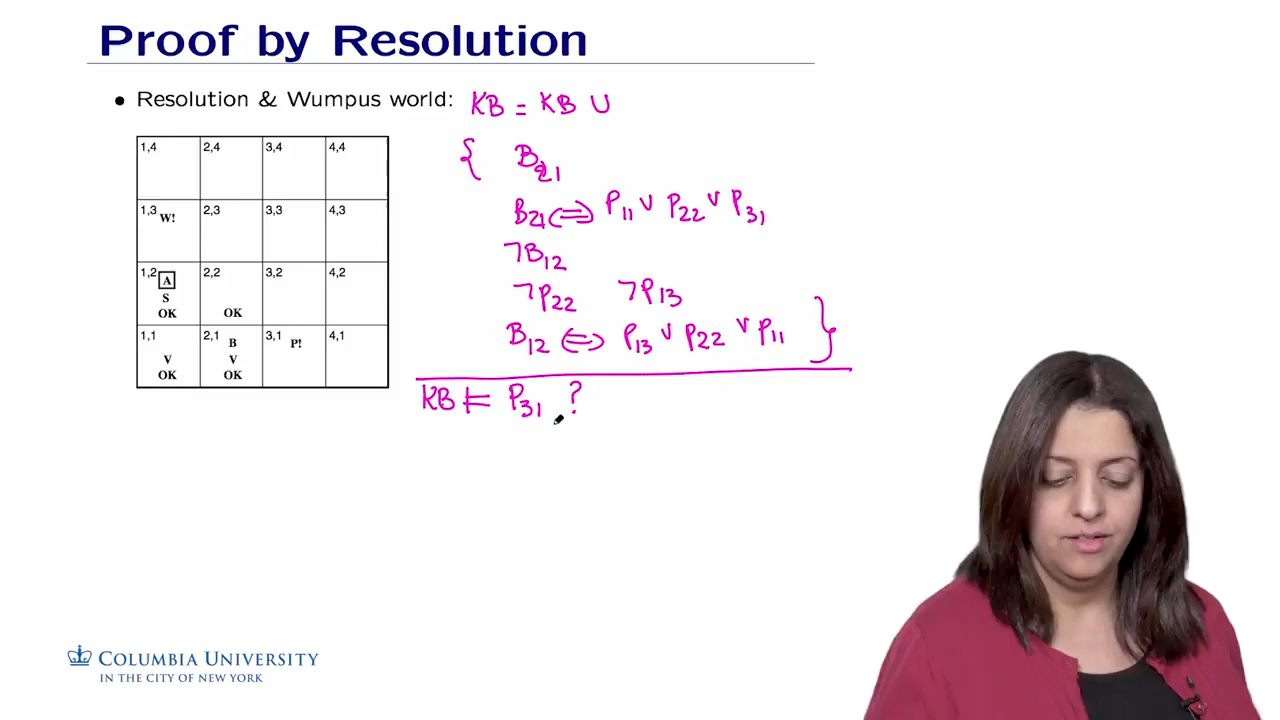 Proof by Resolution
• Resolution & Wumpus world: KB = KB ∪
{ B21
B21 ⇔ P11 ∨ P22 ∨ P31
¬B12
¬P22 ¬P13
B12 ⇔ P13 ∨ P22 ∨ P11 }
KB ⊨ P31 ?
1,4 2,4 3,4 4,4
1,3 W! 2,3 3,3 4,3
1,2 A 2,2 3,2 4,2
S
OK OK
1,1 2,1 B 3,1 P! 4,1
V V
OK OK
COLUMBIA UNIVERSITY
IN THE CITY OF NEW YORK